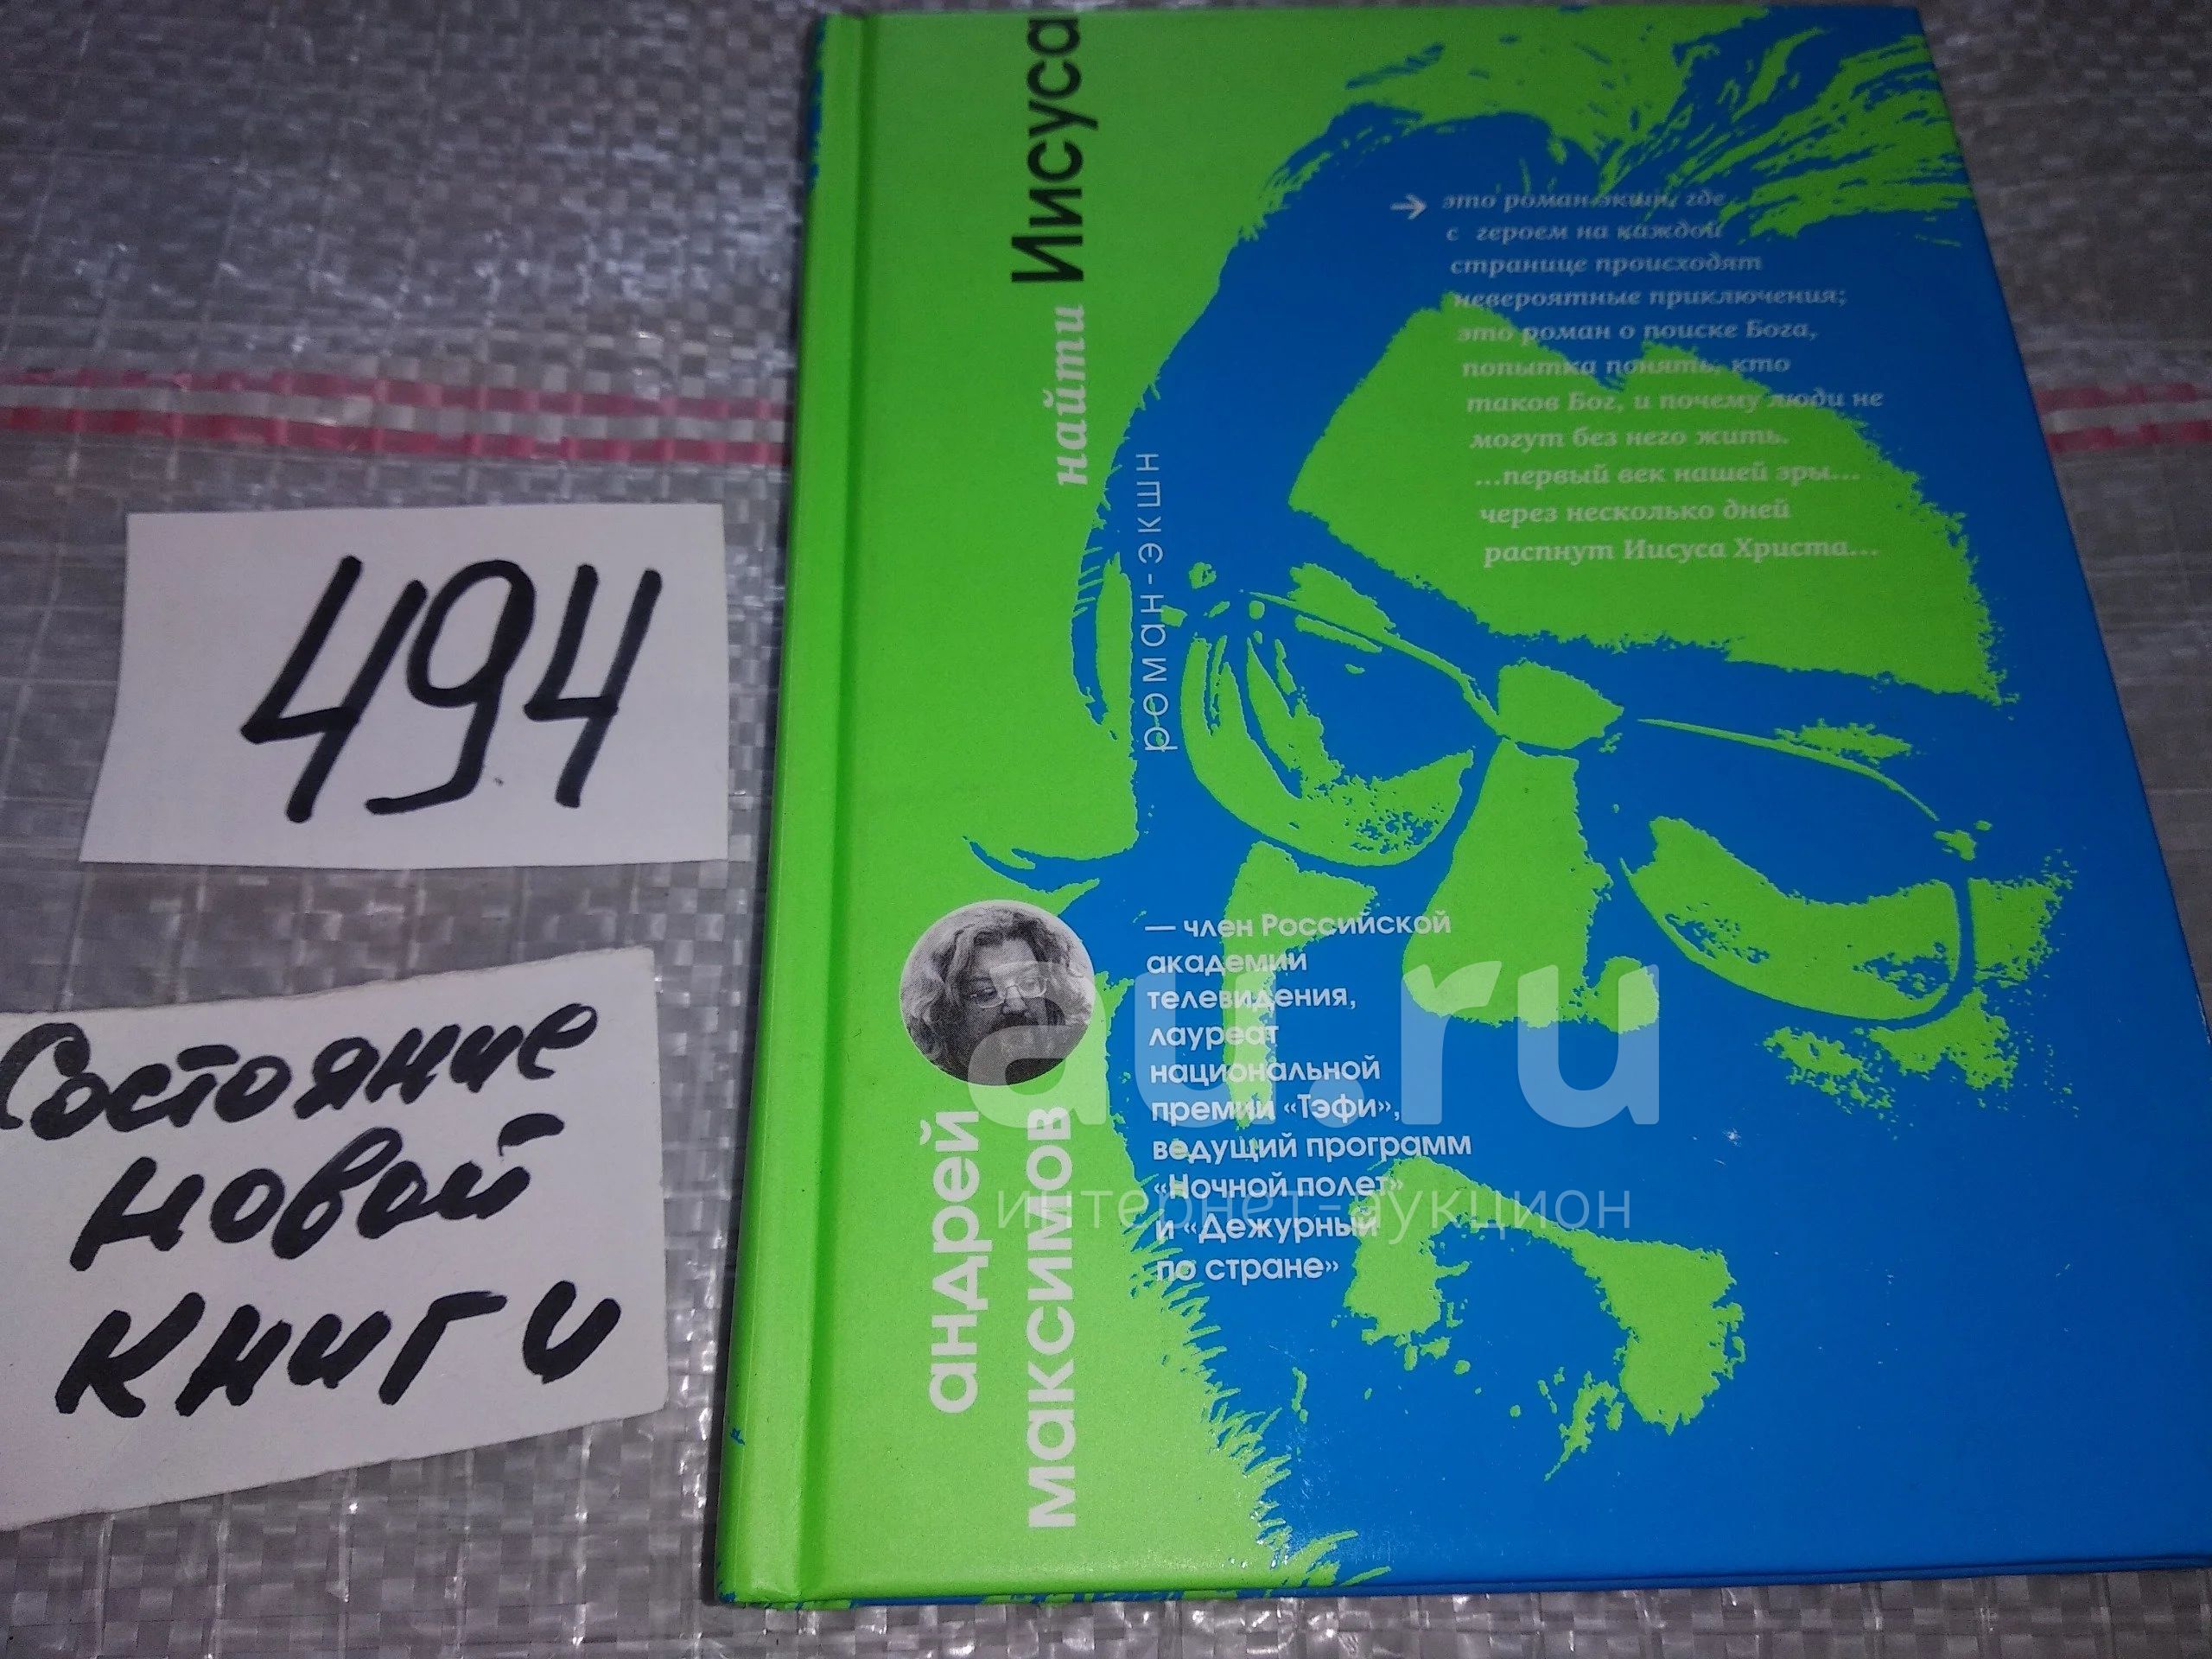 494
Состояние
новой
книги
найти Иисуса
роман-экшн
→ это роман-экшн, где
с героем на каждой
странице происходят
невероятные приключения;
это роман о поиске Бога,
попытка понять, кто
таков Бог, и почему люди не
могут без него жить.
...первый век нашей эры...
через несколько дней
распнут Иисуса Христа...
андрей
максимов
— член Российской
академии
телевидения,
лауреат
национальной
премии «Тэфи»,
ведущий программ
«Ночной полет»
и «Дежурный
по стране»
au.ru
интернет-аукцион